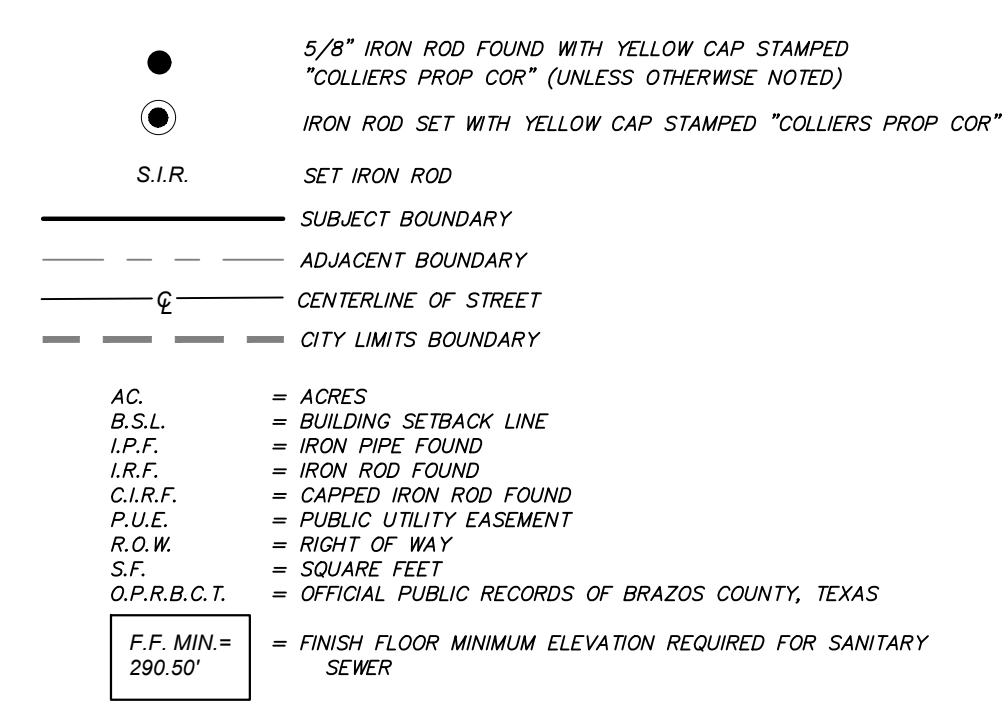 5/8" IRON ROD FOUND WITH YELLOW CAP STAMPED
"COLLIERS PROP COR" (UNLESS OTHERWISE NOTED)
IRON ROD SET WITH YELLOW CAP STAMPED "COLLIERS PROP COR"
S.I.R. SET IRON ROD
SUBJECT BOUNDARY
ADJACENT BOUNDARY
℄ CENTERLINE OF STREET
CITY LIMITS BOUNDARY
AC. = ACRES
B.S.L. = BUILDING SETBACK LINE
I.P.F. = IRON PIPE FOUND
I.R.F. = IRON ROD FOUND
C.I.R.F. = CAPPED IRON ROD FOUND
P.U.E. = PUBLIC UTILITY EASEMENT
R.O.W. = RIGHT OF WAY
S.F. = SQUARE FEET
O.P.R.B.C.T. = OFFICIAL PUBLIC RECORDS OF BRAZOS COUNTY, TEXAS
F.F. MIN.= = FINISH FLOOR MINIMUM ELEVATION REQUIRED FOR SANITARY
290.50' SEWER